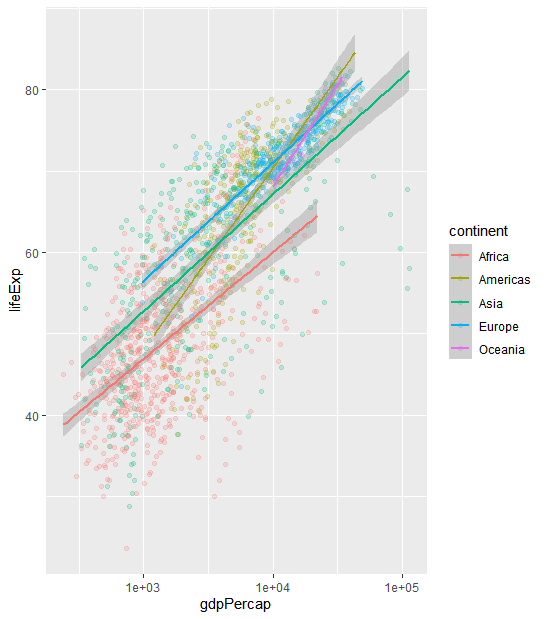 80
60
40
lifeExp
1e+03
1e+04
1e+05
gdpPercap
continent
Africa
Americas
Asia
Europe
Oceania